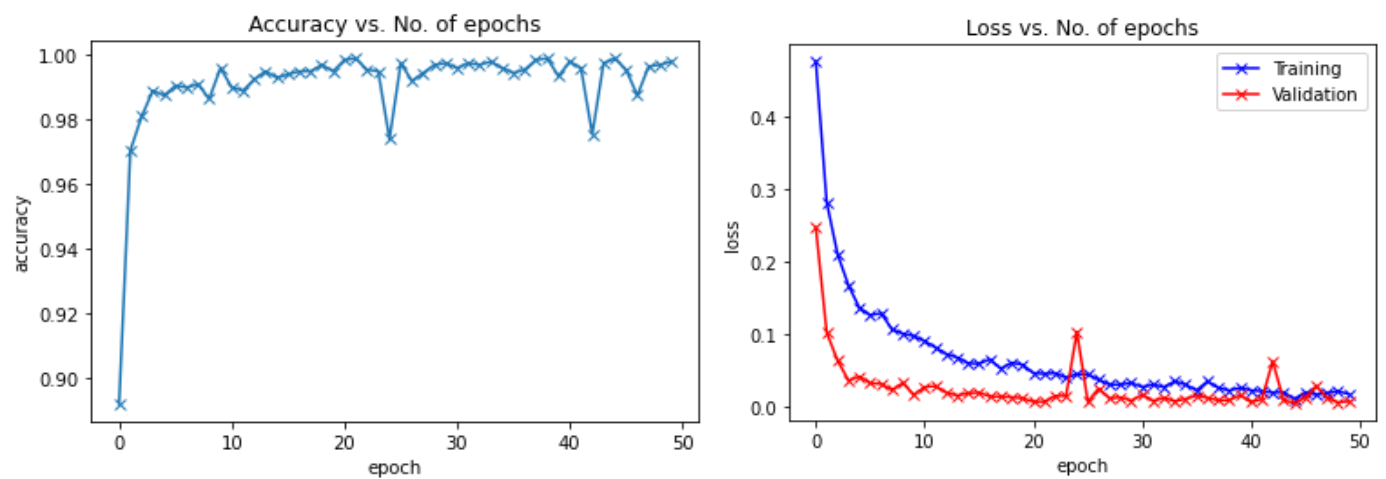 Accuracy vs. No. of epochs
1.00
0.98
0.96
0.94
0.92
0.90
accuracy
0
10
20
30
40
50
epoch
Loss vs. No. of epochs
Training
Validation
0.4
0.3
0.2
0.1
0.0
loss
0
10
20
30
40
50
epoch